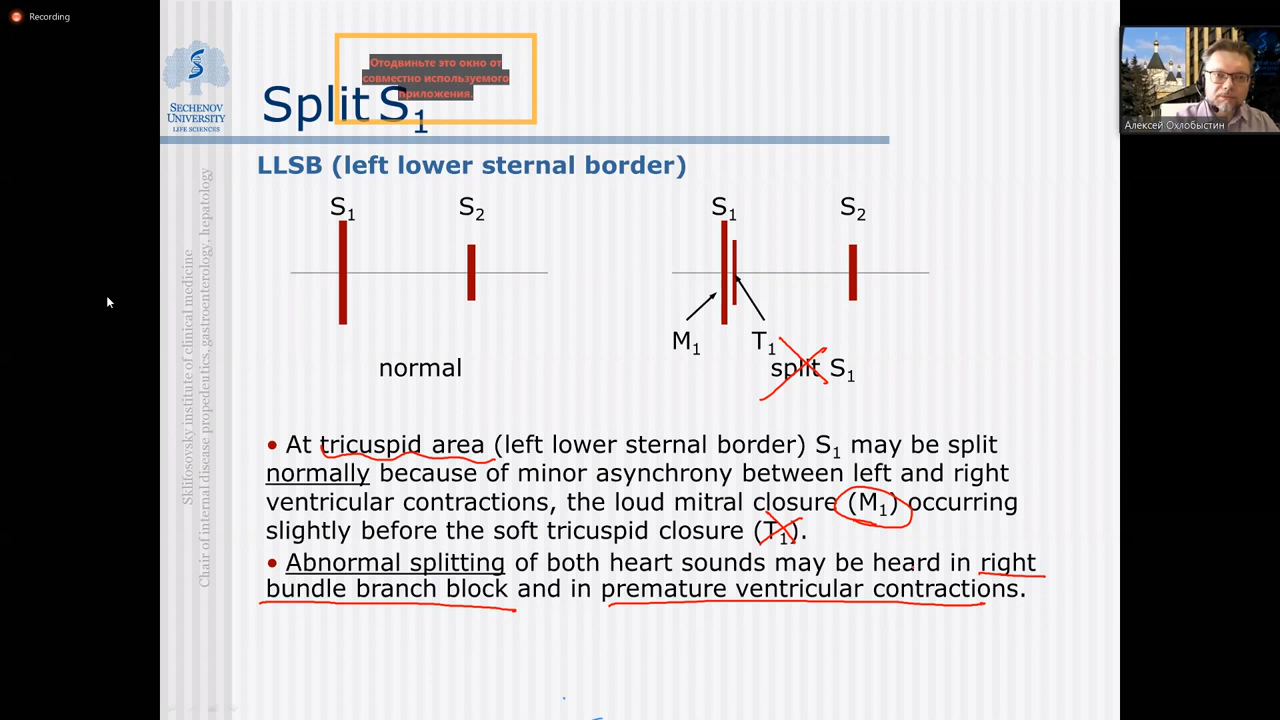 Recording
Отодвиньте это окно от
совместно используемого
приложения.
Split S₁
SECHENOV
UNIVERSITY
LIFE SCIENCES
Алексей Охлобыстин
LLSB (left lower sternal border)
S₁ S₂
S₁ S₂
M₁ T₁
normal
split S₁
• At tricuspid area (left lower sternal border) S₁ may be split
normally because of minor asynchrony between left and right
ventricular contractions, the loud mitral closure (M₁) occurring
slightly before the soft tricuspid closure (T₁).
• Abnormal splitting of both heart sounds may be heard in right
bundle branch block and in premature ventricular contractions.
Sklifosovsky institute of clinical medicine
Chair of internal disease propedeutics, gastroenterology, hepatology